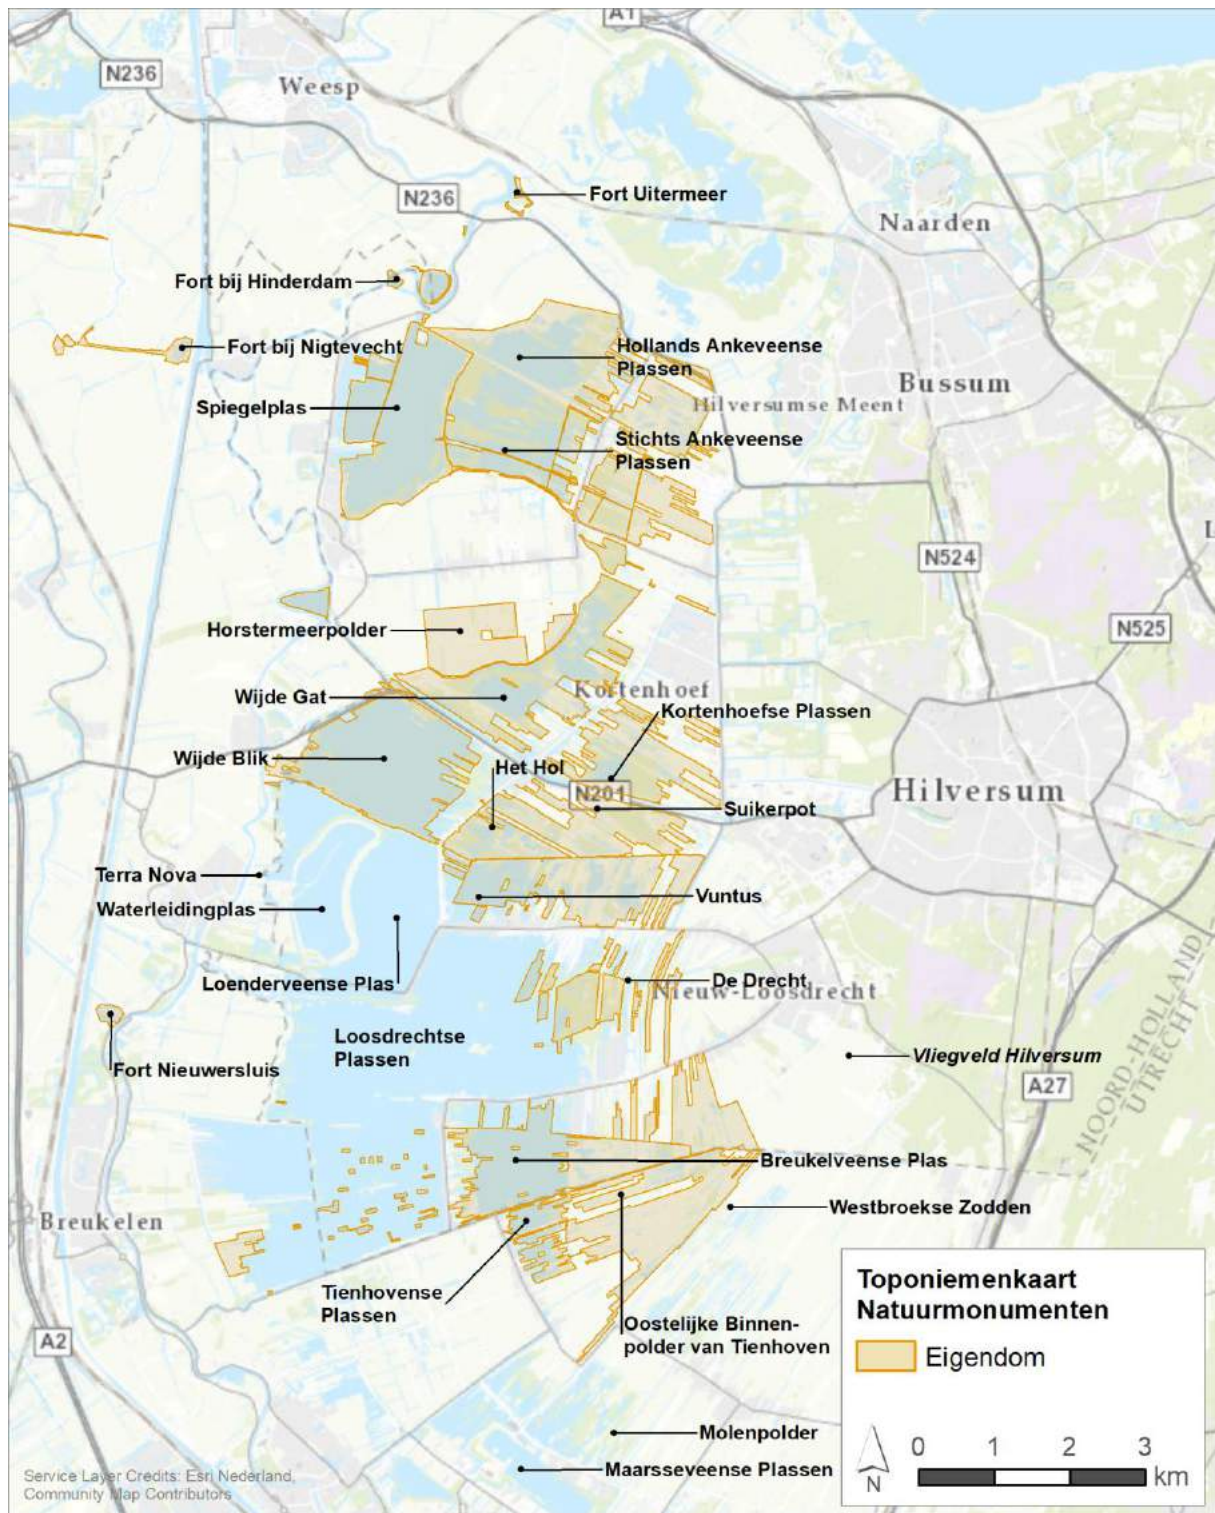 A1
N236
Weesp
N236
Fort Uitermeer
Naarden
Fort bij Hinderdam
Fort bij Nigtevecht
Hollands Ankeveense
Plassen
Bussum
Spiegelplas
Hilversumse Meent
Stichts Ankeveense
Plassen
L
N524
Horstermeerpolder
N525
Wijde Gat
Kortenhoef
Kortenhoefse Plassen
Wijde Blik
Het Hol
N201
Hilversum
Suikerpot
Terra Nova
Vuntus
Waterleidingplas
Loenderveense Plas
De Drecht
Nieuw-Loosdrecht
Loosdrechtse
Plassen
Fort Nieuwersluis
Vliegveld Hilversum
A27
NOORD-HOLLAND
UTRECHT
Breukelveense Plas
Westbroekse Zodden
Breukelen
Tienhovense
Plassen
Oostelijke Binnen-
polder van Tienhoven
A2
Molenpolder
Maarsseveense Plassen
Toponiemenkaart
Natuurmonumenten
Eigendom
N
0 1 2 3
km
Service Layer Credits: Esri Nederland,
Community Map Contributors